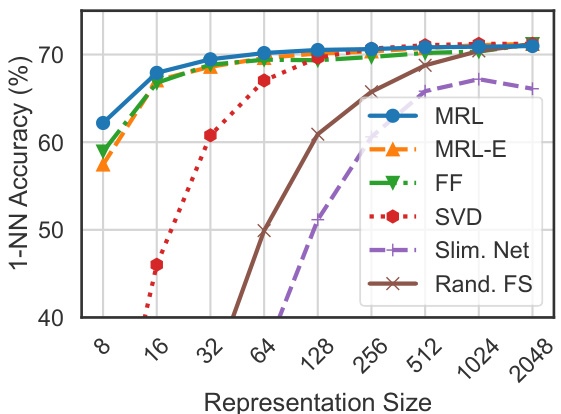 1-NN Accuracy (%)
70
60
50
40
MRL
MRL-E
FF
SVD
Slim. Net
Rand. FS
8 16 32 64 128 256 512 1024 2048
Representation Size